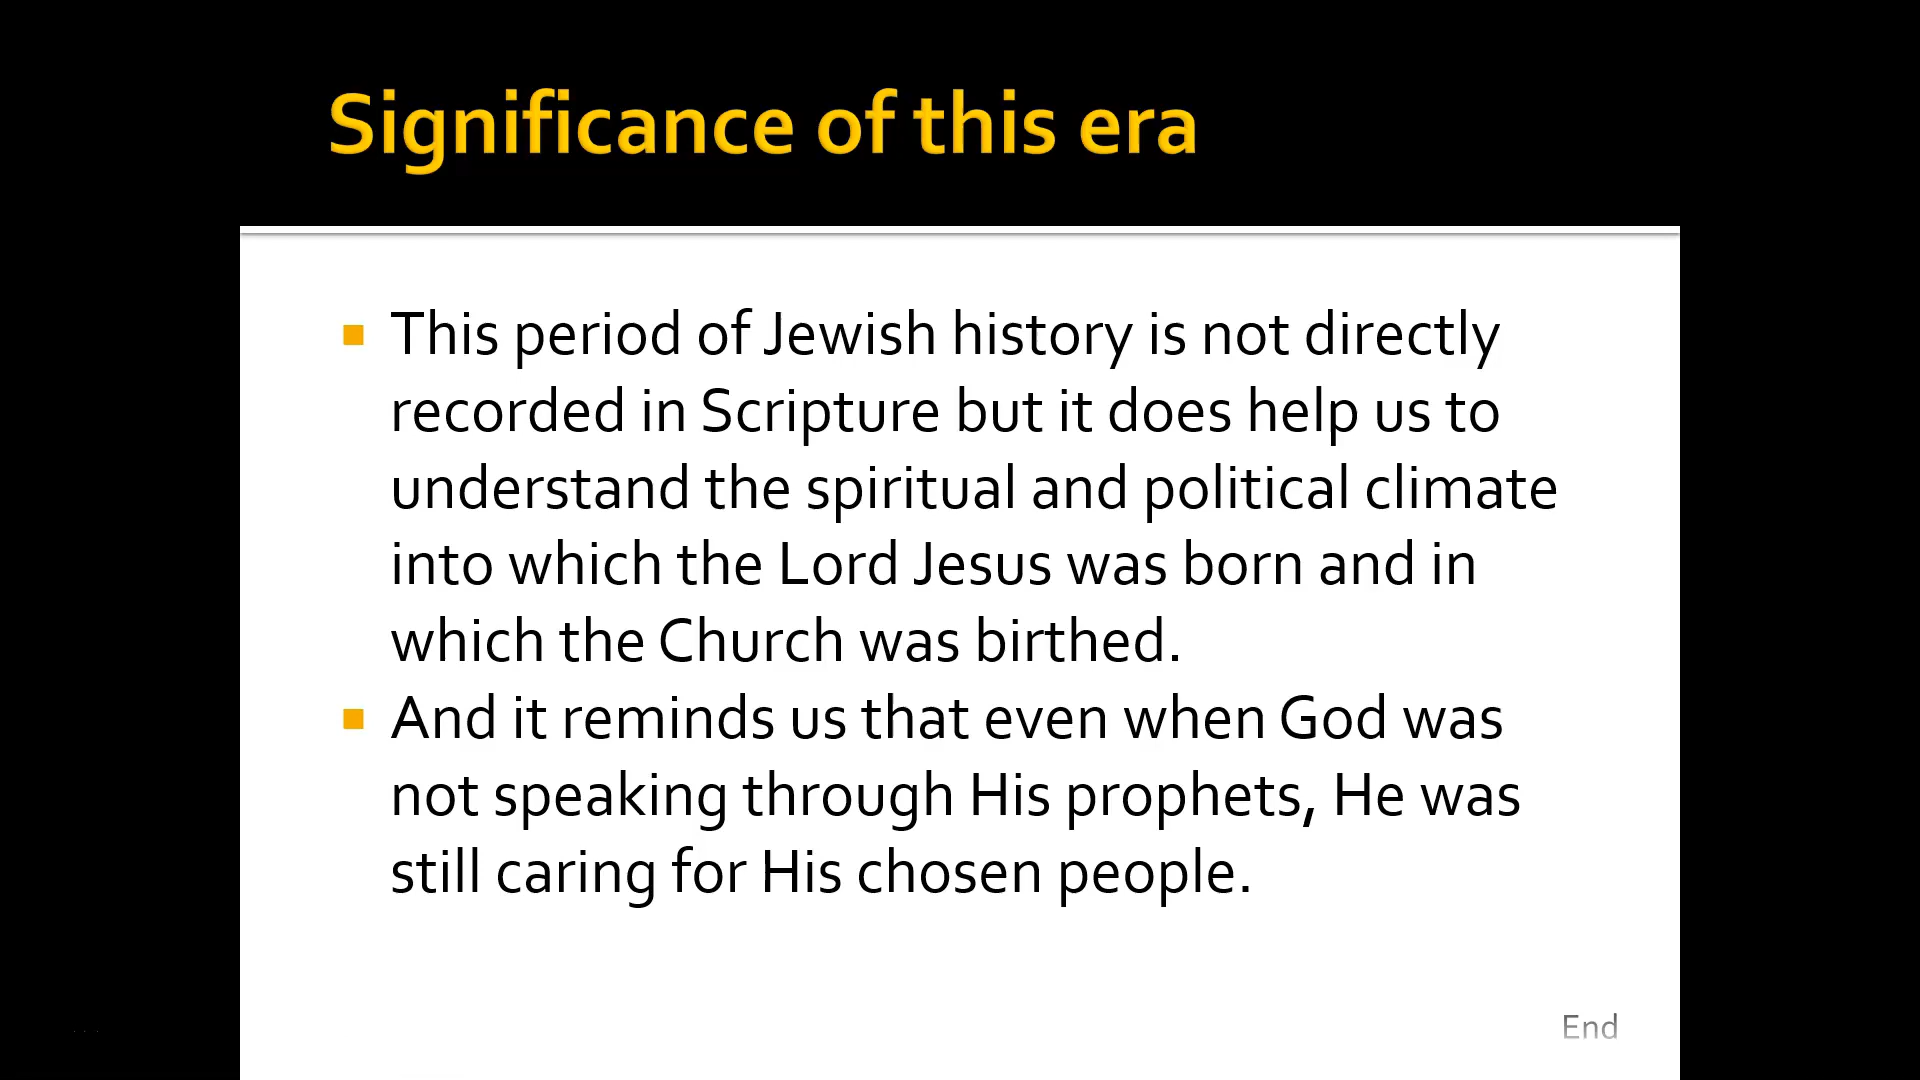 Significance of this era
This period of Jewish history is not directly
recorded in Scripture but it does help us to
understand the spiritual and political climate
into which the Lord Jesus was born and in
which the Church was birthed.
And it reminds us that even when God was
not speaking through His prophets, He was
still caring for His chosen people.
End